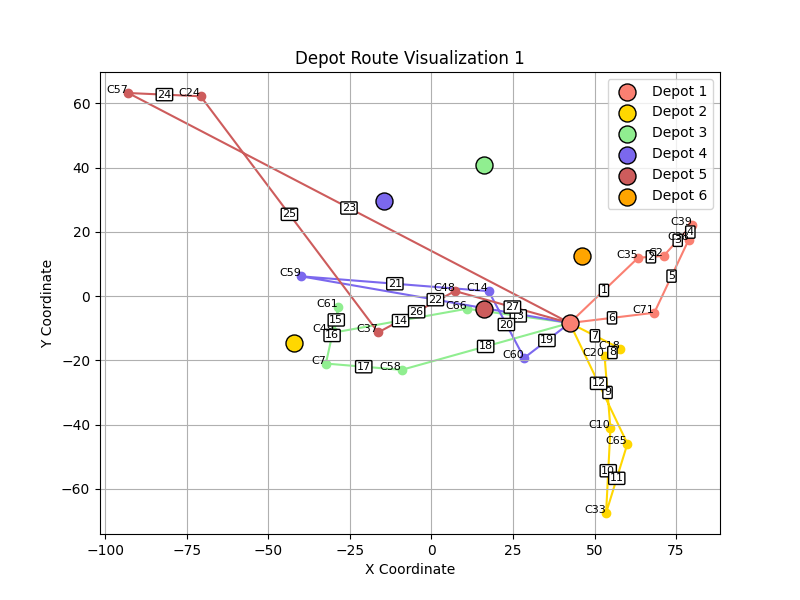 Depot Route Visualization 1
Depot 1
Depot 2
Depot 3
Depot 4
Depot 5
Depot 6
C57
24
C24
25
23
C39
4
3
C2
2
C35
5
1
C71
6
C59
21
C14
C48
22
27
C66
26
C61
15
14
C37
16
20
19
C60
18
C7
17
C58
7
C18
8
C20
12
9
C10
C65
10
11
C33
60
40
20
0
−20
−40
−60
−100
−75
−50
−25
0
25
50
75
X Coordinate
Y Coordinate